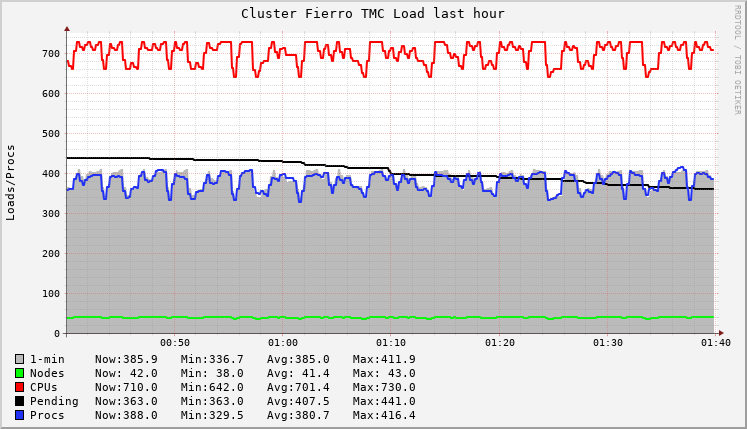 Cluster Fierro TMC Load last hour
RRDTOOL / TOBI OETIKER
Loads/Procs
700
600
500
400
300
200
100
0
00:50 01:00 01:10 01:20 01:30 01:40
1-min Now:385.9 Min:336.7 Avg:385.0 Max:411.9
Nodes Now: 42.0 Min: 38.0 Avg: 41.4 Max: 43.0
CPUs Now:710.0 Min:642.0 Avg:701.4 Max:730.0
Pending Now:363.0 Min:363.0 Avg:407.5 Max:441.0
Procs Now:388.0 Min:329.5 Avg:380.7 Max:416.4